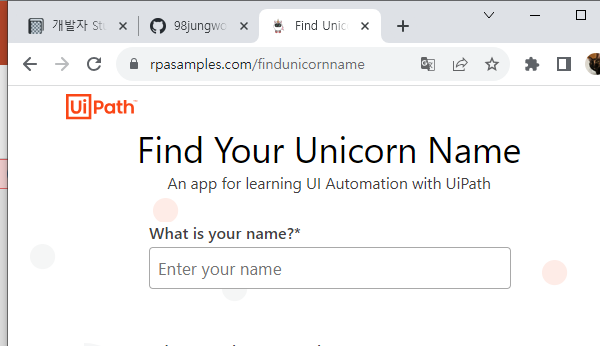 개발자 Stu
98jungwo
Find Unico
rpasamples.com/findunicornname
UiPath
Find Your Unicorn Name
An app for learning UI Automation with UiPath
What is your name?*
Enter your name